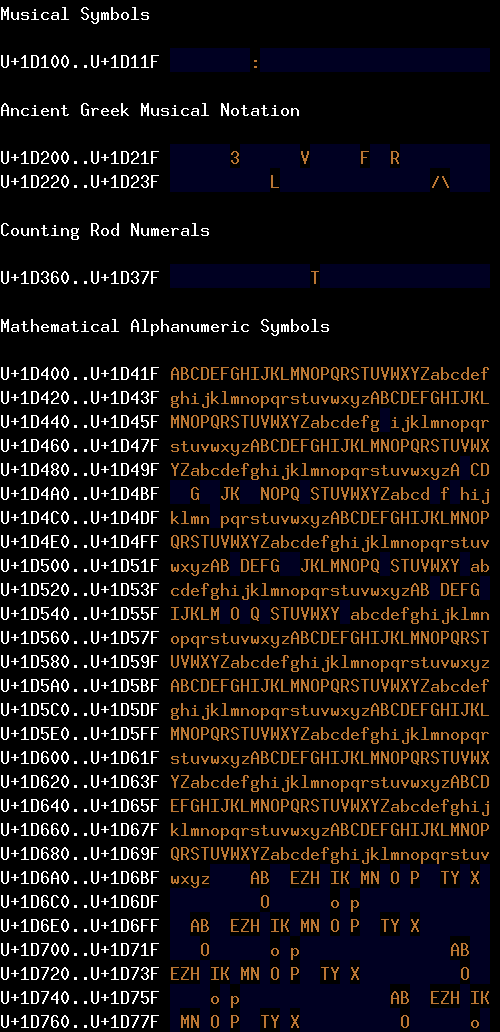 Musical Symbols
U+1D100..U+1D11F         :
Ancient Greek Musical Notation
U+1D200..U+1D21F       3      V     F  R
U+1D220..U+1D23F           L               /\
Counting Rod Numerals
U+1D360..U+1D37F               T
Mathematical Alphanumeric Symbols
U+1D400..U+1D41F ABCDEFGHIJKLMNOPQRSTUVWXYZabcdef
U+1D420..U+1D43F ghijklmnopqrstuvwxyzABCDEFGHIJKL
U+1D440..U+1D45F MNOPQRSTUVWXYZabcdefg ijklmnopqr
U+1D460..U+1D47F stuvwxyzABCDEFGHIJKLMNOPQRSTUVWX
U+1D480..U+1D49F YZabcdefghijklmnopqrstuvwxyzA CD
U+1D4A0..U+1D4BF   G  JK  NOPQ STUVWXYZabcd f hij
U+1D4C0..U+1D4DF klmn pqrstuvwxyzABCDEFGHIJKLMNOP
U+1D4E0..U+1D4FF QRSTUVWXYZabcdefghijklmnopqrstuv
U+1D500..U+1D51F wxyzAB DEFG  JKLMNOPQ STUVWXY ab
U+1D520..U+1D53F cdefghijklmnopqrstuvwxyzAB DEFG
U+1D540..U+1D55F IJKLM O Q STUVWXY abcdefghijklmn
U+1D560..U+1D57F opqrstuvwxyzABCDEFGHIJKLMNOPQRST
U+1D580..U+1D59F UVWXYZabcdefghijklmnopqrstuvwxyz
U+1D5A0..U+1D5BF ABCDEFGHIJKLMNOPQRSTUVWXYZabcdef
U+1D5C0..U+1D5DF ghijklmnopqrstuvwxyzABCDEFGHIJKL
U+1D5E0..U+1D5FF MNOPQRSTUVWXYZabcdefghijklmnopqr
U+1D600..U+1D61F stuvwxyzABCDEFGHIJKLMNOPQRSTUVWX
U+1D620..U+1D63F YZabcdefghijklmnopqrstuvwxyzABCD
U+1D640..U+1D65F EFGHIJKLMNOPQRSTUVWXYZabcdefghij
U+1D660..U+1D67F klmnopqrstuvwxyzABCDEFGHIJKLMNOP
U+1D680..U+1D69F QRSTUVWXYZabcdefghijklmnopqrstuv
U+1D6A0..U+1D6BF wxyz    AB  EZH IK MN O P  TY X
U+1D6C0..U+1D6DF          O      o p
U+1D6E0..U+1D6FF   AB  EZH IK MN O P  TY X
U+1D700..U+1D71F    O      o p               AB
U+1D720..U+1D73F EZH IK MN O P  TY X          O
U+1D740..U+1D75F     o p               AB  EZH IK
U+1D760..U+1D77F  MN O P  TY X          O      o